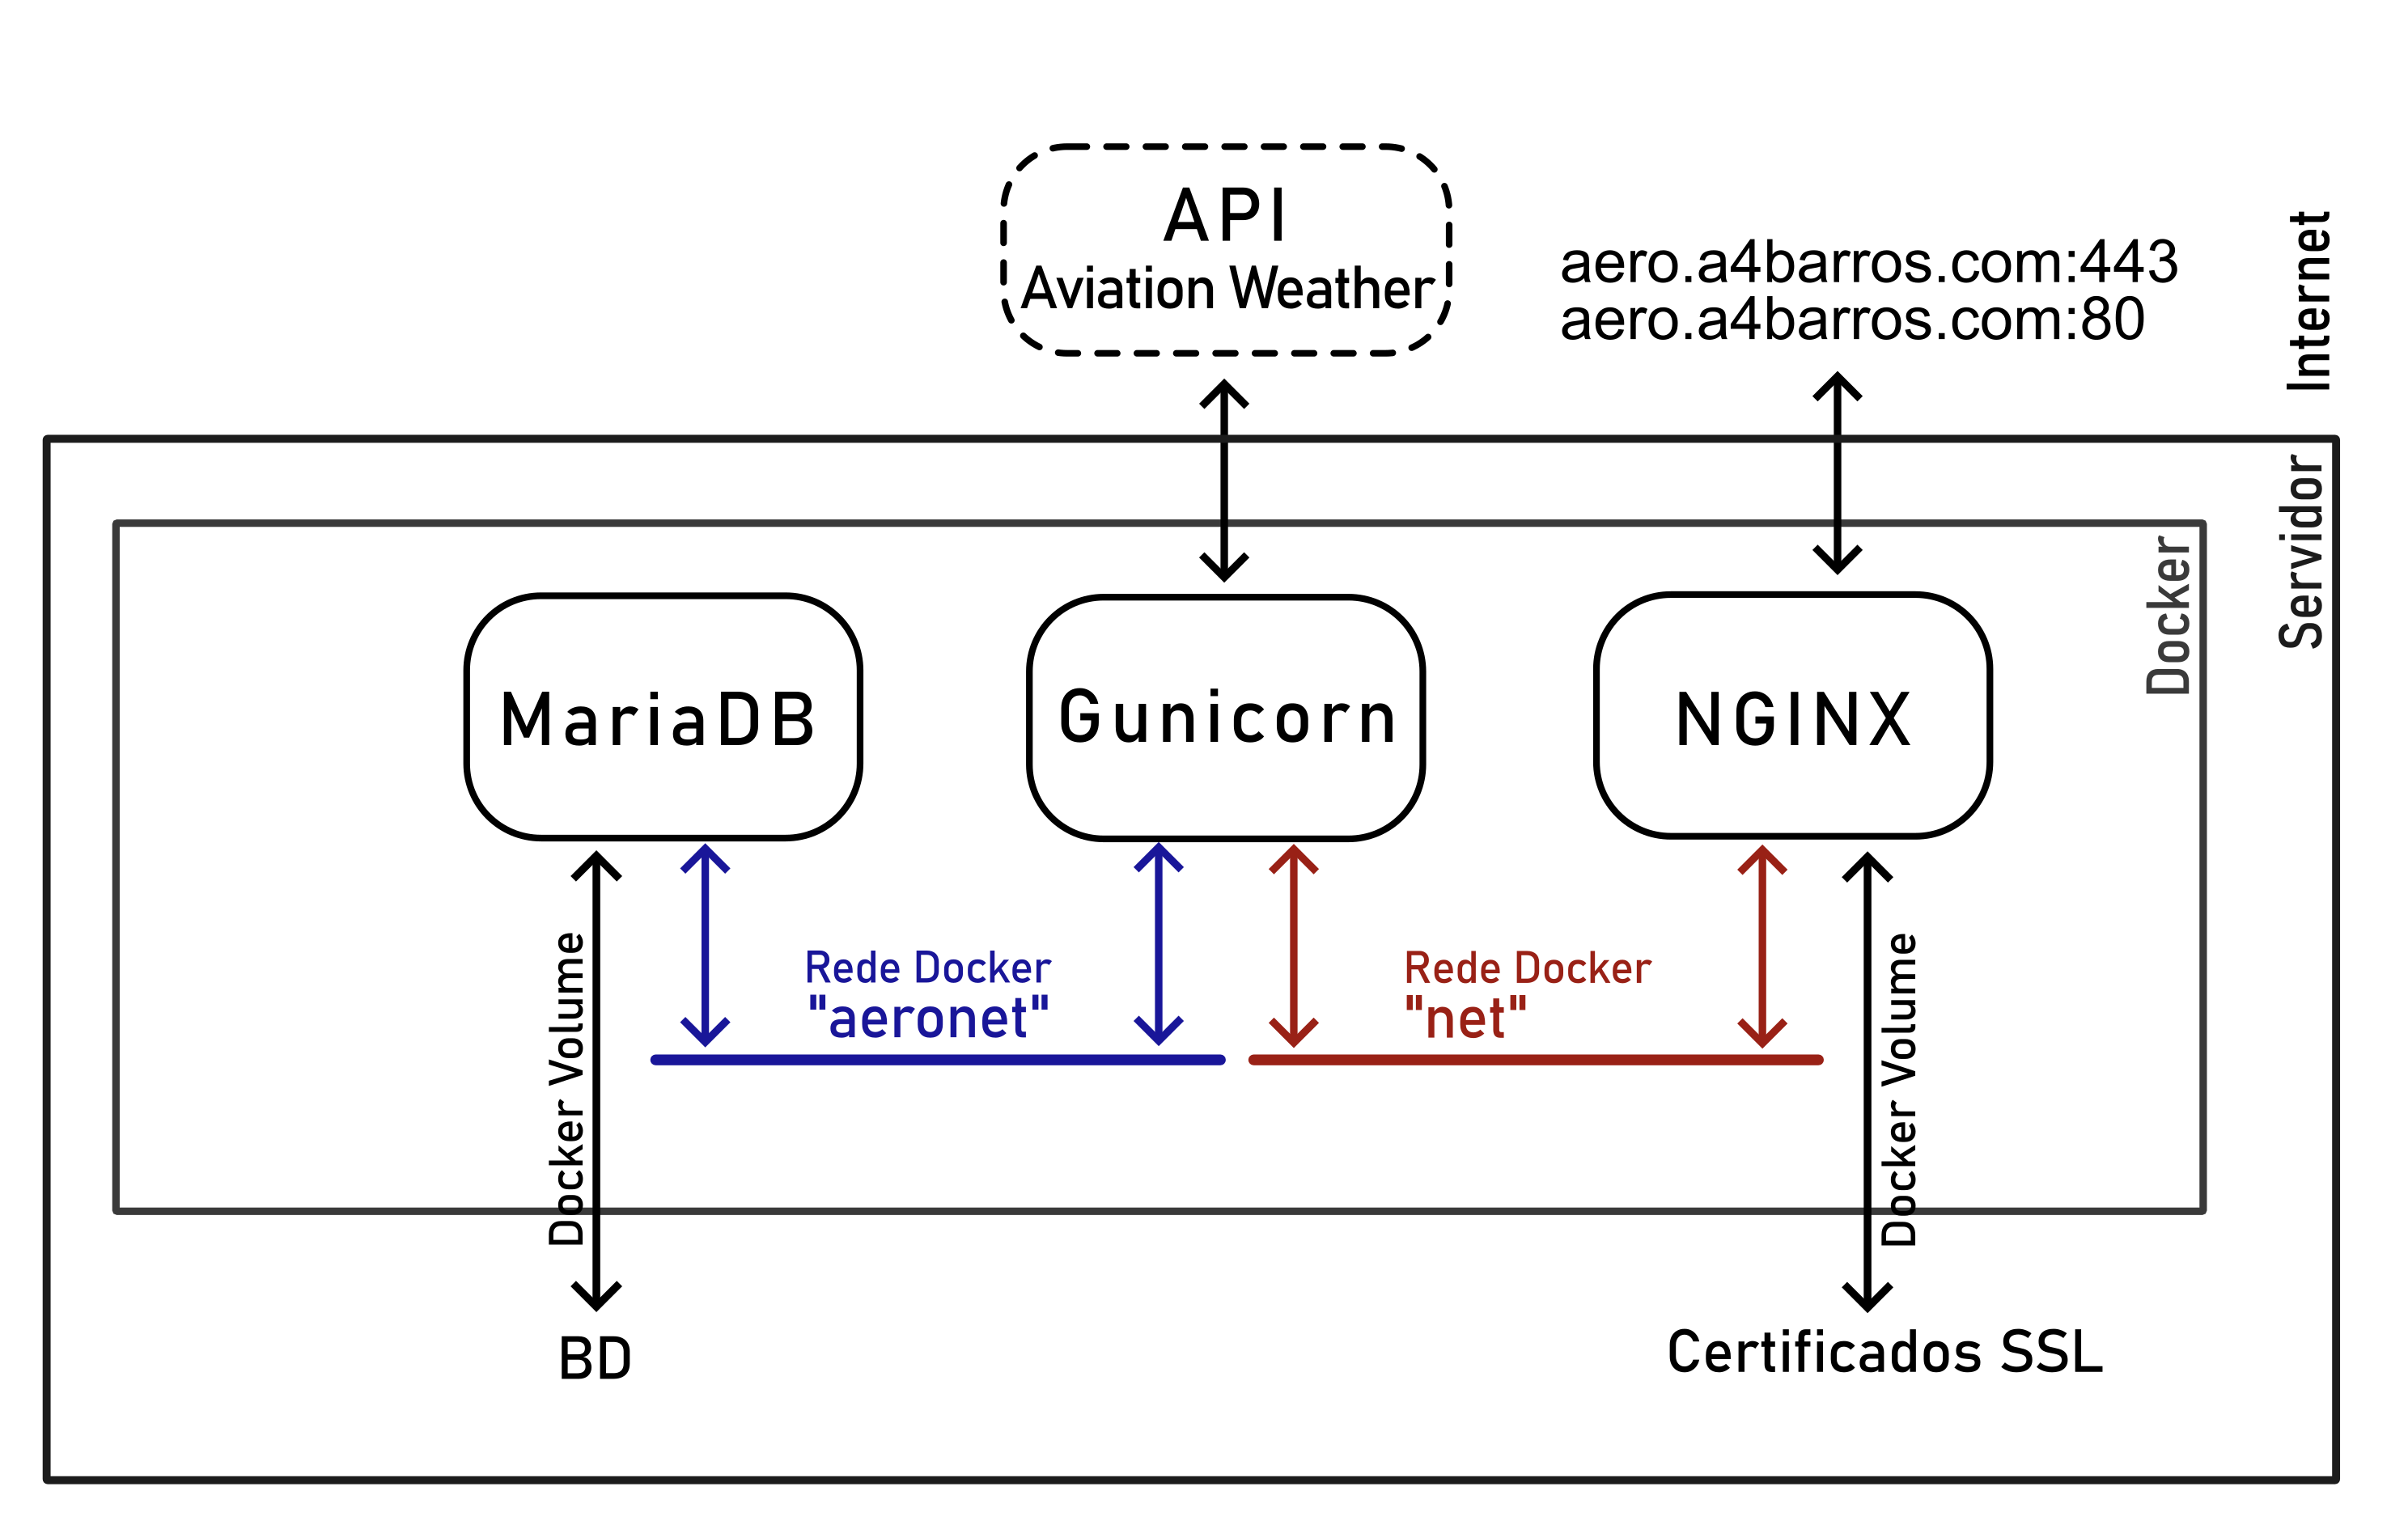 API
Aviation Weather
aero.a4barros.com:443
aero.a4barros.com:80
Internet
Servidor
Docker
MariaDB
Gunicorn
NGINX
Docker Volume
Rede Docker
"aeronet"
Rede Docker
"net"
Docker Volume
BD
Certificados SSL